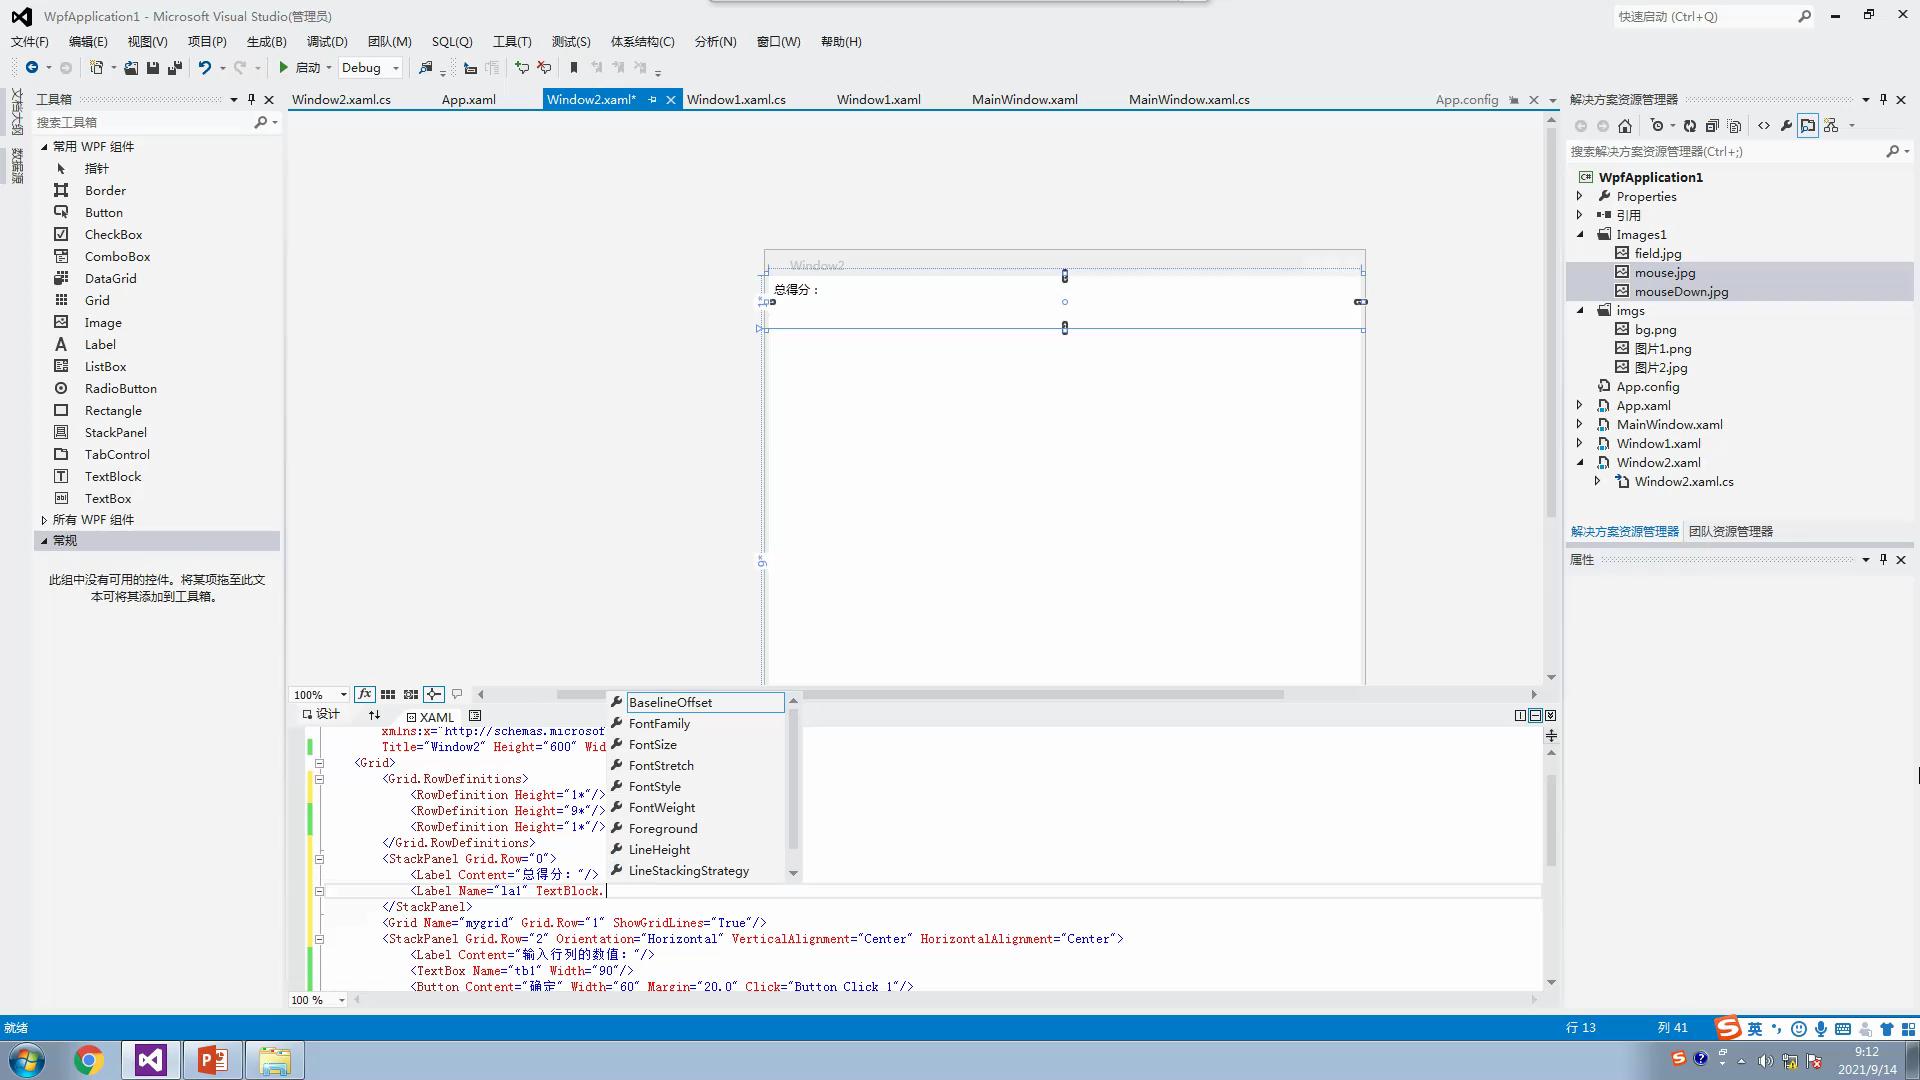 WpfApplication1 - Microsoft Visual Studio(管理员)
快速启动 (Ctrl+Q)
文件(F) 编辑(E) 视图(V) 项目(P) 生成(B) 调试(D) 团队(M) SQL(Q) 工具(T) 测试(S) 体系结构(C) 分析(N) 窗口(W) 帮助(H)
启动 Debug
文档大纲
数据源
工具箱
搜索工具箱
常用 WPF 组件
指针
Border
Button
CheckBox
ComboBox
DataGrid
Grid
Image
Label
ListBox
RadioButton
Rectangle
StackPanel
TabControl
TextBlock
TextBox
所有 WPF 组件
常规
此组中没有可用的控件。将某项拖至此文
本可将其添加到工具箱。
Window2.xaml.cs App.xaml Window2.xaml* Window1.xaml.cs Window1.xaml MainWindow.xaml MainWindow.xaml.cs App.config
Window2
总得分：
1*
9*
100%
设计 XAML
xmlns:x="http://schemas.microsof
Title="Window2" Height="600" Wid
<Grid>
<Grid.RowDefinitions>
<RowDefinition Height="1*"/>
<RowDefinition Height="9*"/>
<RowDefinition Height="1*"/>
</Grid.RowDefinitions>
<StackPanel Grid.Row="0">
<Label Content="总得分："/>
<Label Name="la1" TextBlock.
</StackPanel>
<Grid Name="mygrid" Grid.Row="1" ShowGridLines="True"/>
<StackPanel Grid.Row="2" Orientation="Horizontal" VerticalAlignment="Center" HorizontalAlignment="Center">
<Label Content="输入行列的数值："/>
<TextBox Name="tb1" Width="90"/>
<Button Content="确定" Width="60" Margin="20,0" Click="Button_Click_1"/>
BaselineOffset
FontFamily
FontSize
FontStretch
FontStyle
FontWeight
Foreground
LineHeight
LineStackingStrategy
100 %
解决方案资源管理器
搜索解决方案资源管理器(Ctrl+;)
WpfApplication1
Properties
引用
Images1
field.jpg
mouse.jpg
mouseDown.jpg
imgs
bg.png
图片1.png
图片2.jpg
App.config
App.xaml
MainWindow.xaml
Window1.xaml
Window2.xaml
Window2.xaml.cs
解决方案资源管理器 团队资源管理器
属性
就绪 行 13 列 41 英
9:12
2021/9/14